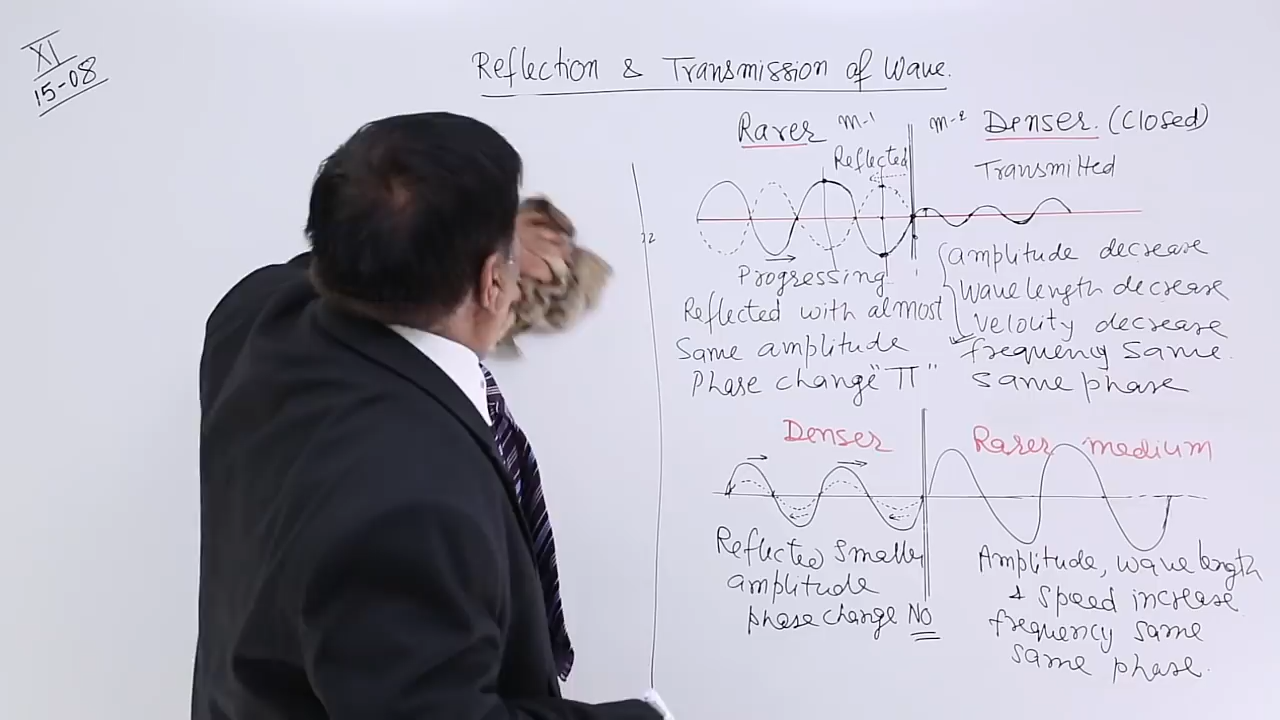 XI
15-08
Reflection & Transmission of Wave.
Rarer m-1
m-2 Denser. (Closed)
Reflected
Transmitted
Progressing
Reflected with almost
Same amplitude
Phase change "π"
amplitude decrease
wavelength decrease
velocity decrease
frequency same.
same phase
Denser
Rarer medium
Reflected smaller
amplitude
phase change NO
Amplitude, wavelength
& speed increase
frequency same
same phase.